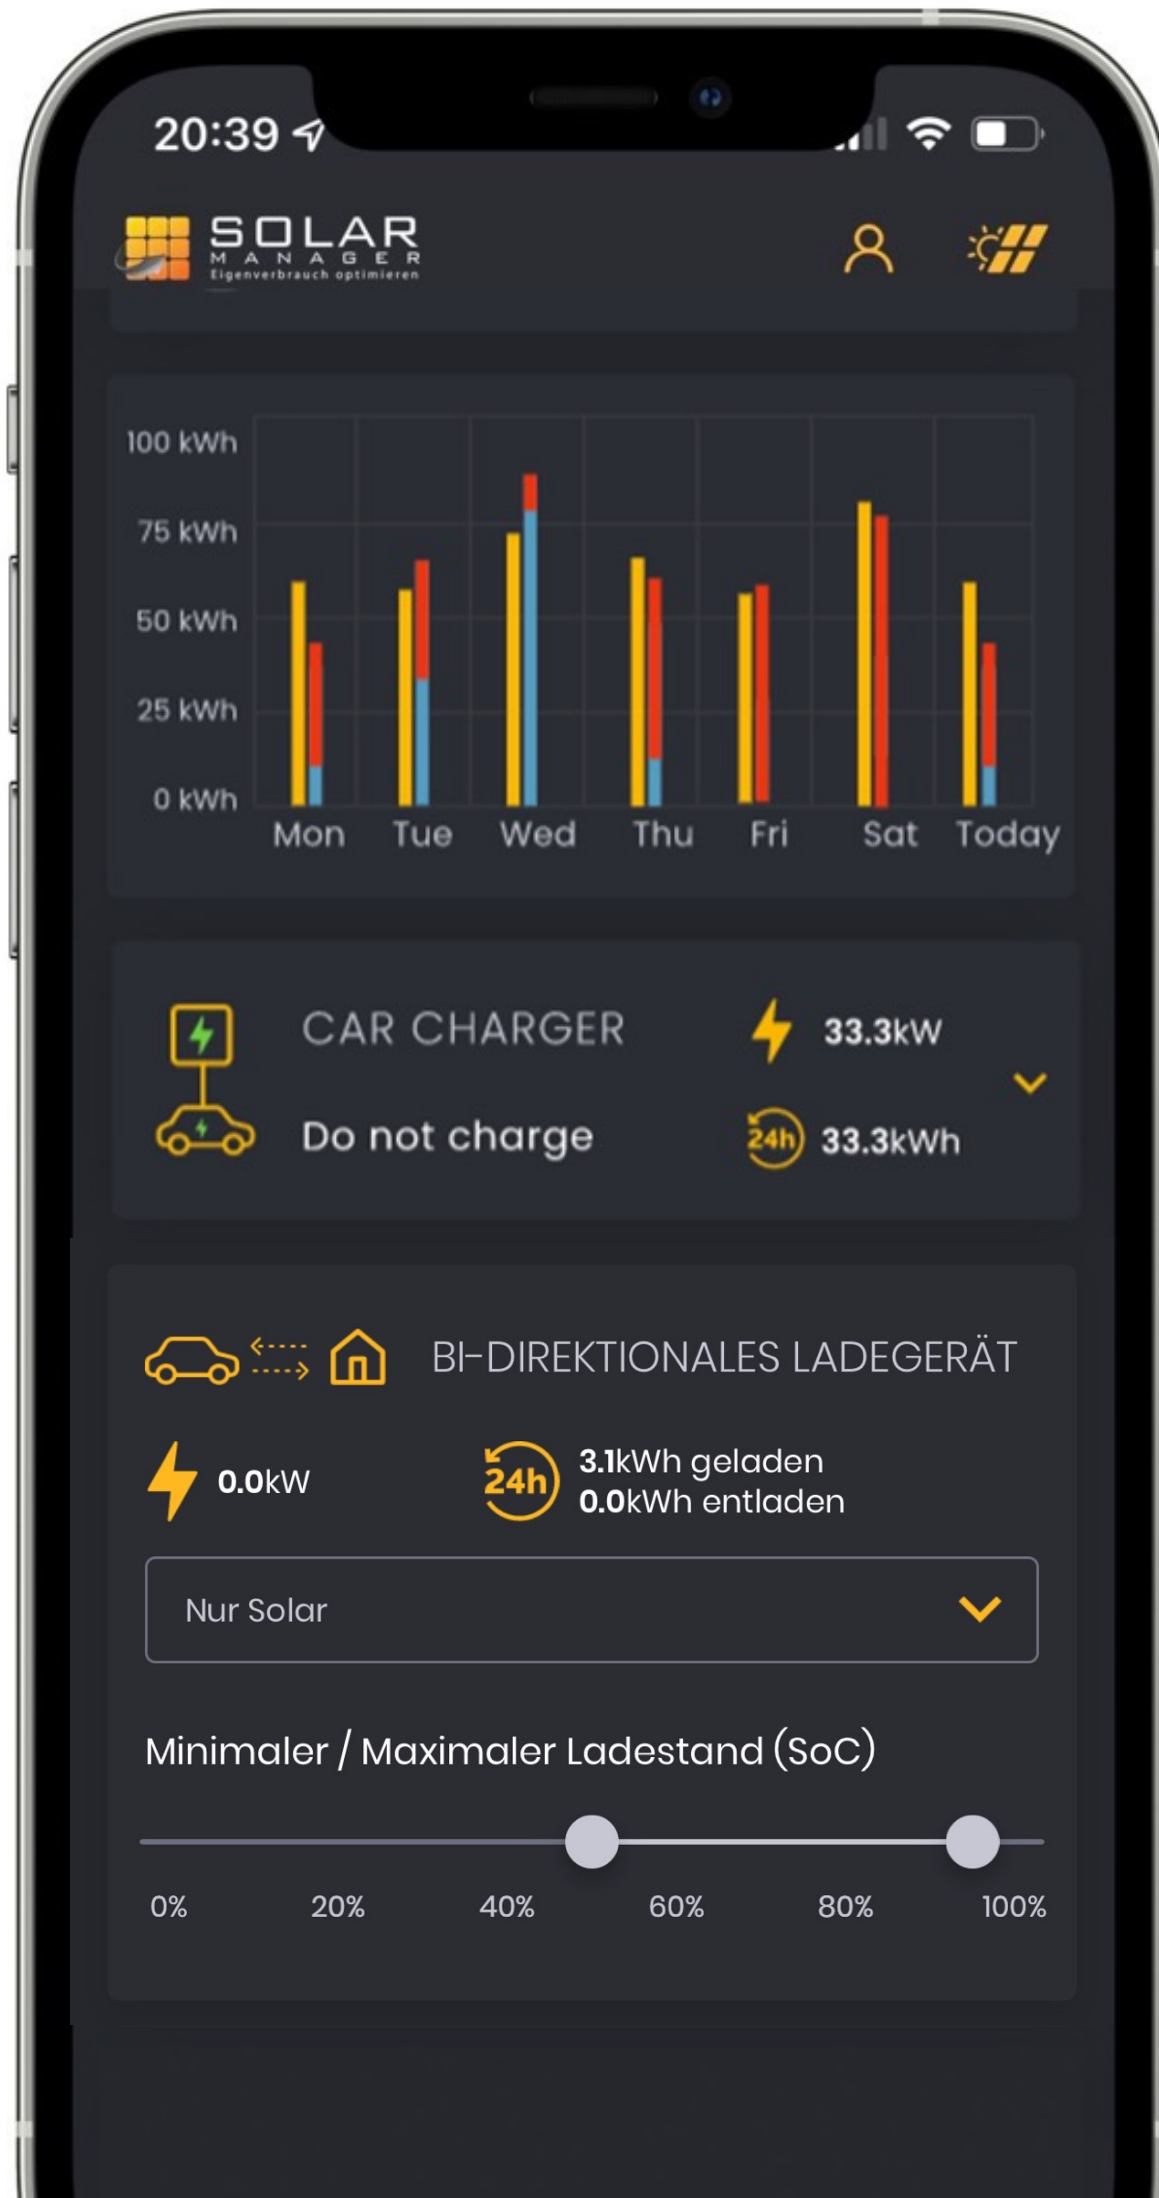 20:39
SOLAR
MANAGER
Eigenverbrauch optimieren
100 kWh
75 kWh
50 kWh
25 kWh
0 kWh
Mon Tue Wed Thu Fri Sat Today
CAR CHARGER 33.3kW
Do not charge 24h 33.3kWh
BI-DIREKTIONALES LADEGERÄT
0.0kW 24h 3.1kWh geladen
0.0kWh entladen
Nur Solar
Minimaler / Maximaler Ladestand (SoC)
0% 20% 40% 60% 80% 100%